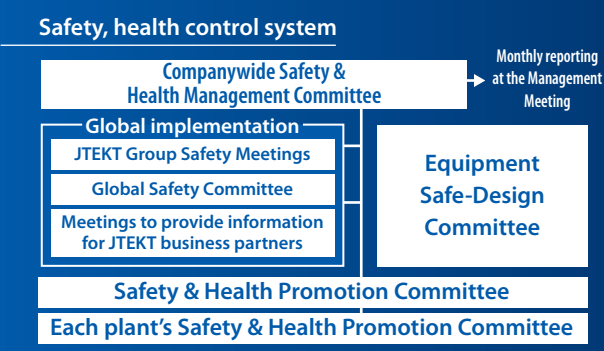 Safety, health control system
Companywide Safety &
Health Management Committee
Monthly reporting
at the Management
Meeting
Global implementation
JTEKT Group Safety Meetings
Global Safety Committee
Meetings to provide information
for JTEKT business partners
Equipment
Safe-Design
Committee
Safety & Health Promotion Committee
Each plant's Safety & Health Promotion Committee